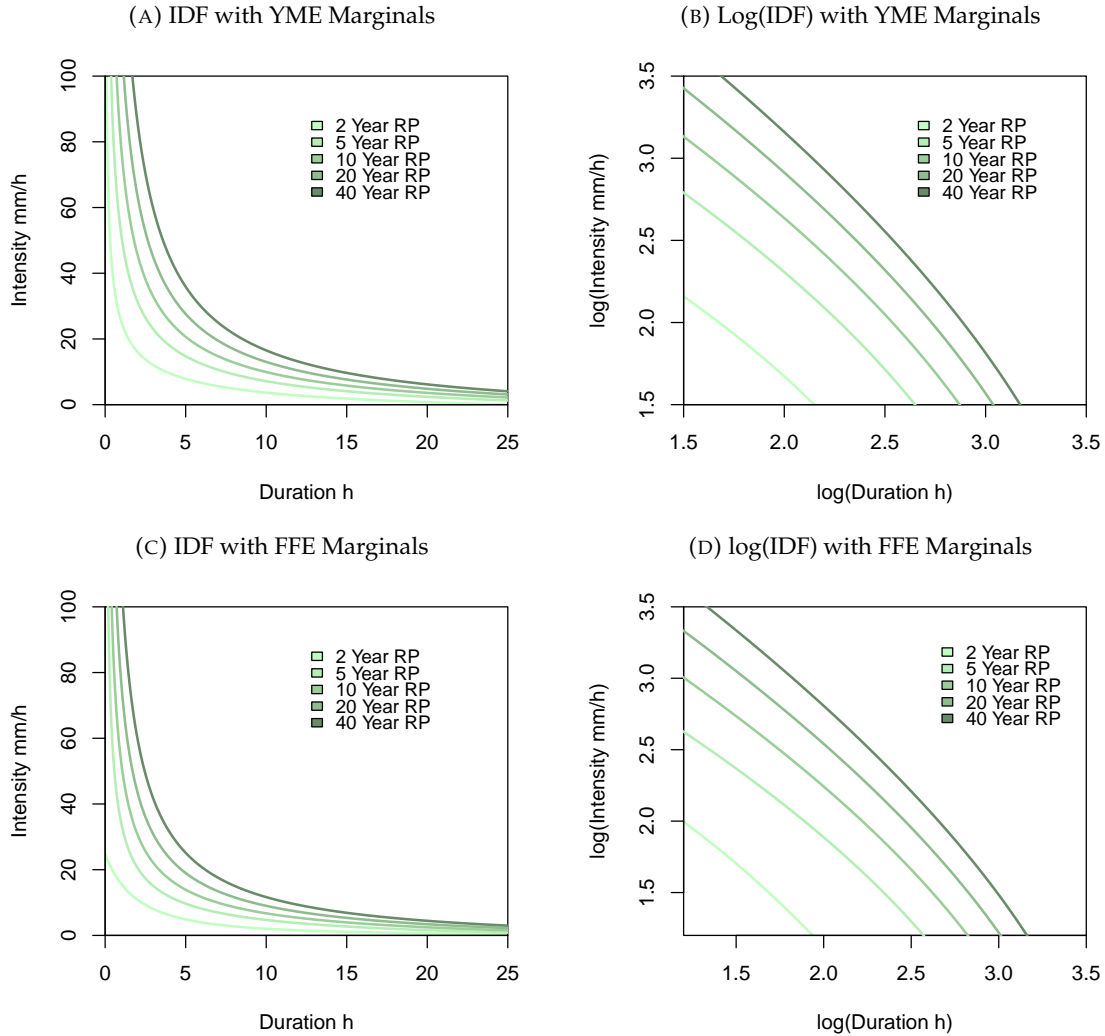 (A) IDF with YME Marginals
Intensity mm/h
100
80
60
40
20
0
2 Year RP
5 Year RP
10 Year RP
20 Year RP
40 Year RP
0 5 10 15 20 25
Duration h
(B) Log(IDF) with YME Marginals
log(Intensity mm/h)
3.5
3.0
2.5
2.0
1.5
2 Year RP
5 Year RP
10 Year RP
20 Year RP
40 Year RP
1.5 2.0 2.5 3.0 3.5
log(Duration h)
(C) IDF with FFE Marginals
Intensity mm/h
100
80
60
40
20
0
2 Year RP
5 Year RP
10 Year RP
20 Year RP
40 Year RP
0 5 10 15 20 25
Duration h
(D) log(IDF) with FFE Marginals
log(Intensity mm/h)
3.5
3.0
2.5
2.0
1.5
2 Year RP
5 Year RP
10 Year RP
20 Year RP
40 Year RP
1.5 2.0 2.5 3.0 3.5
log(Duration h)